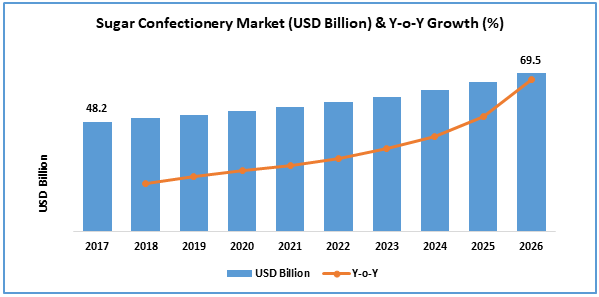 Sugar Confectionery Market (USD Billion) & Y-o-Y Growth (%)
69.5
48.2
USD Billion
2017 2018 2019 2020 2021 2022 2023 2024 2025 2026
USD Billion Y-o-Y